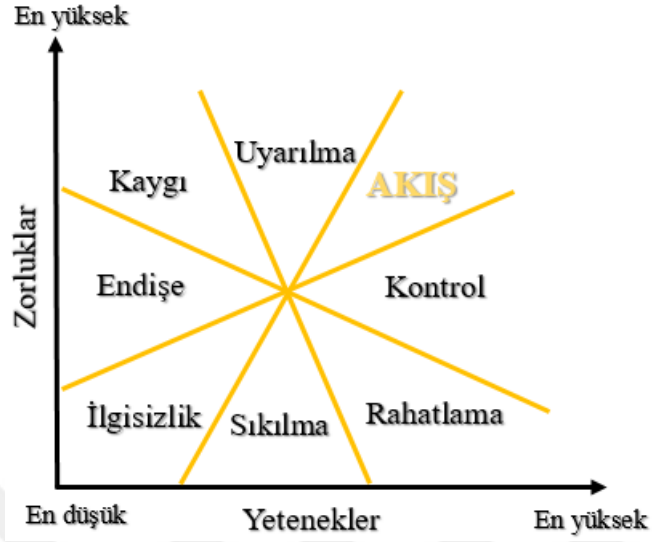 En yüksek
Uyarılma
Kaygı
AKIŞ
Zorluklar
Endişe
Kontrol
İlgisizlik
Sıkılma
Rahatlama
En düşük
Yetenekler
En yüksek